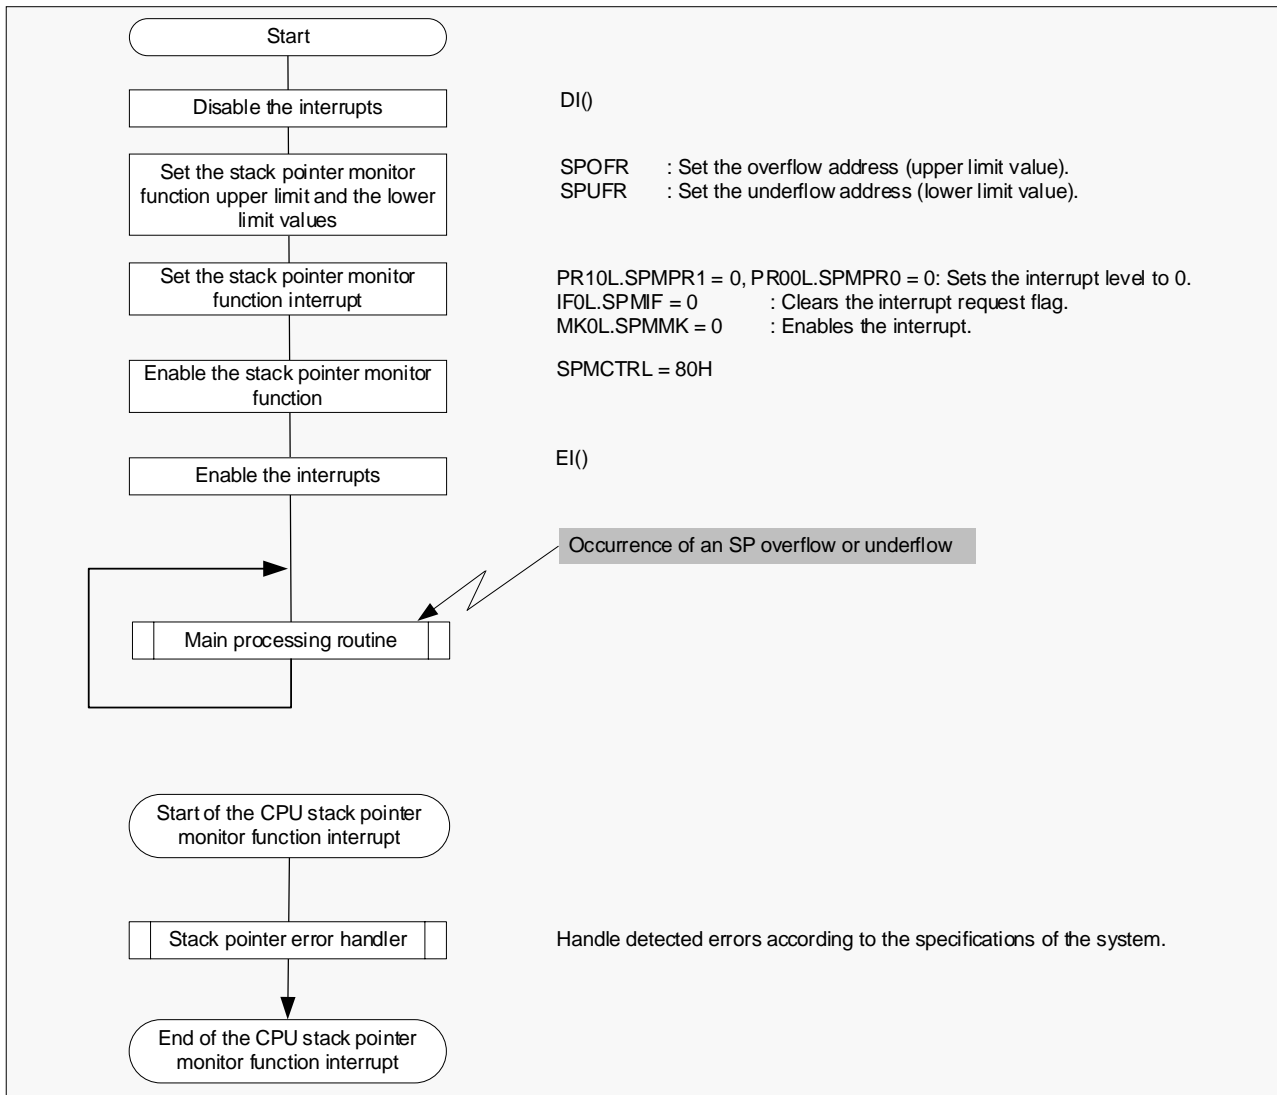 Start
Disable the interrupts
DI()
Set the stack pointer monitor
function upper limit and the lower
limit values
SPOFR : Set the overflow address (upper limit value).
SPUFR : Set the underflow address (lower limit value).
Set the stack pointer monitor
function interrupt
PR10L.SPMPR1 = 0, PR00L.SPMPR0 = 0: Sets the interrupt level to 0.
IF0L.SPMIF = 0 : Clears the interrupt request flag.
MK0L.SPMMK = 0 : Enables the interrupt.
Enable the stack pointer monitor
function
SPMCTRL = 80H
Enable the interrupts
EI()
Occurrence of an SP overflow or underflow
Main processing routine
Start of the CPU stack pointer
monitor function interrupt
Stack pointer error handler
Handle detected errors according to the specifications of the system.
End of the CPU stack pointer
monitor function interrupt